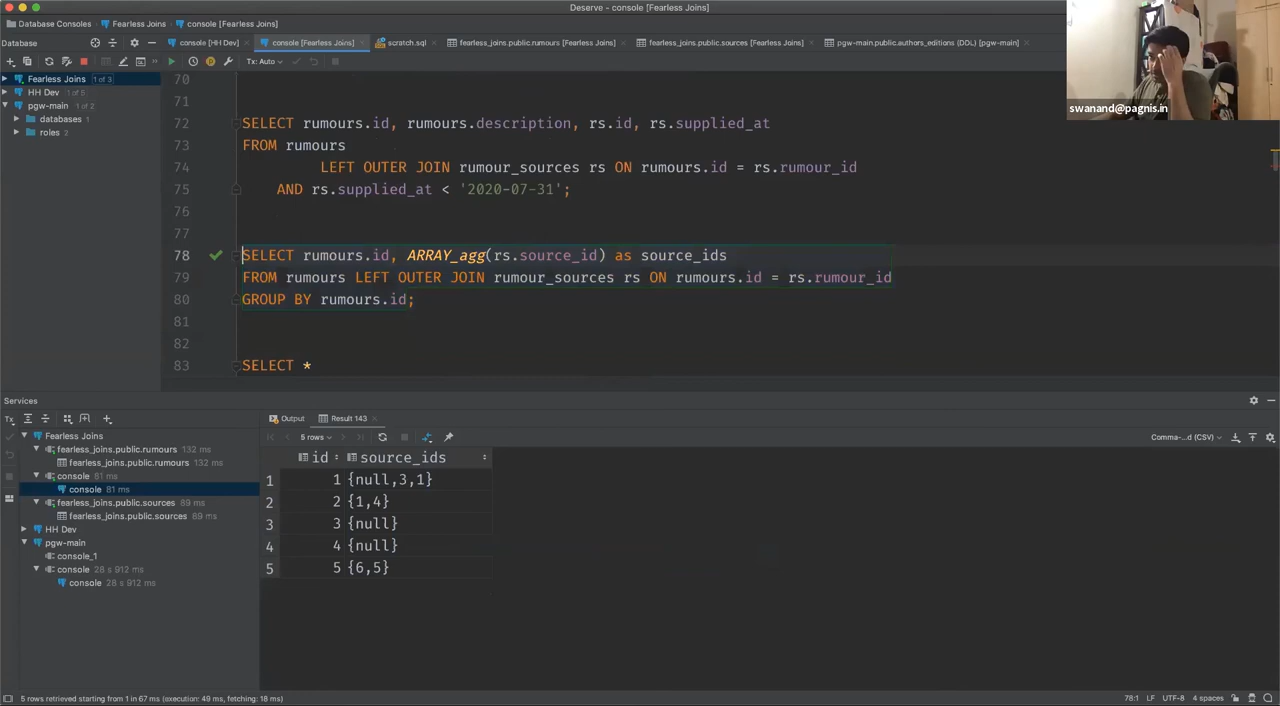 Deserve - console [Fearless Joins]
Database Consoles
Fearless Joins
console [Fearless Joins]
Database
console [HH Dev]
console [Fearless Joins]
scratch.sql
fearless_joins.public.rumours [Fearless Joins]
fearless_joins.public.sources [Fearless Joins]
pgw-main.public.authors_editions (DDL) [pgw-main]
Tx: Auto
swanand@pagnis.in
Fearless Joins 1 of 3
HH Dev 1 of 5
pgw-main 1 of 2
databases 1
roles 2
70
71
72 SELECT rumours.id, rumours.description, rs.id, rs.supplied_at
73 FROM rumours
74 LEFT OUTER JOIN rumour_sources rs ON rumours.id = rs.rumour_id
75 AND rs.supplied_at < '2020-07-31';
76
77
78 SELECT rumours.id, ARRAY_agg(rs.source_id) as source_ids
79 FROM rumours LEFT OUTER JOIN rumour_sources rs ON rumours.id = rs.rumour_id
80 GROUP BY rumours.id;
81
82
83 SELECT *
Services
Tx
Output
Result 143
5 rows
Comma-...d (CSV)
Fearless Joins
fearless_joins.public.rumours 132 ms
fearless_joins.public.rumours 132 ms
console 81 ms
console 81 ms
fearless_joins.public.sources 89 ms
fearless_joins.public.sources 89 ms
HH Dev
pgw-main
console_1
console 28 s 912 ms
console 28 s 912 ms
id source_ids
1 1 {null,3,1}
2 2 {1,4}
3 3 {null}
4 4 {null}
5 5 {6,5}
5 rows retrieved starting from 1 in 67 ms (execution: 49 ms, fetching: 18 ms)
78:1 LF UTF-8 4 spaces